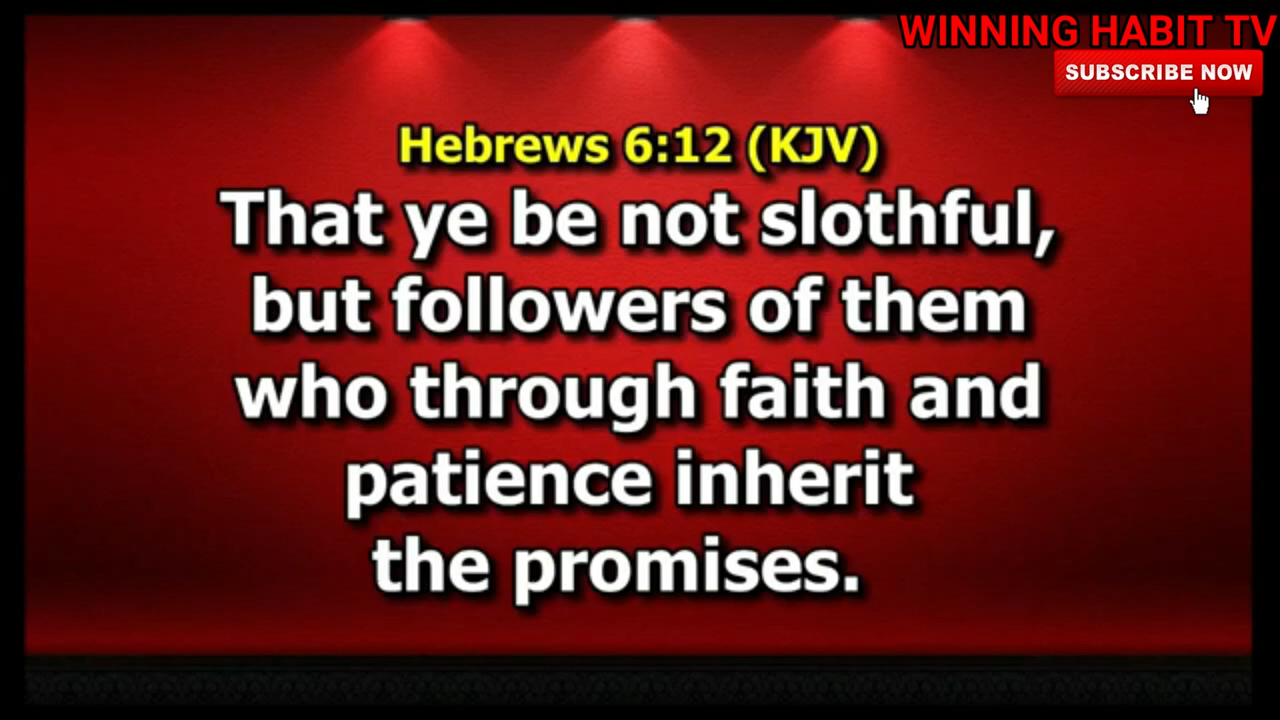 WINNING HABIT TV
SUBSCRIBE NOW
Hebrews 6:12 (KJV)
That ye be not slothful,
but followers of them
who through faith and
patience inherit
the promises.